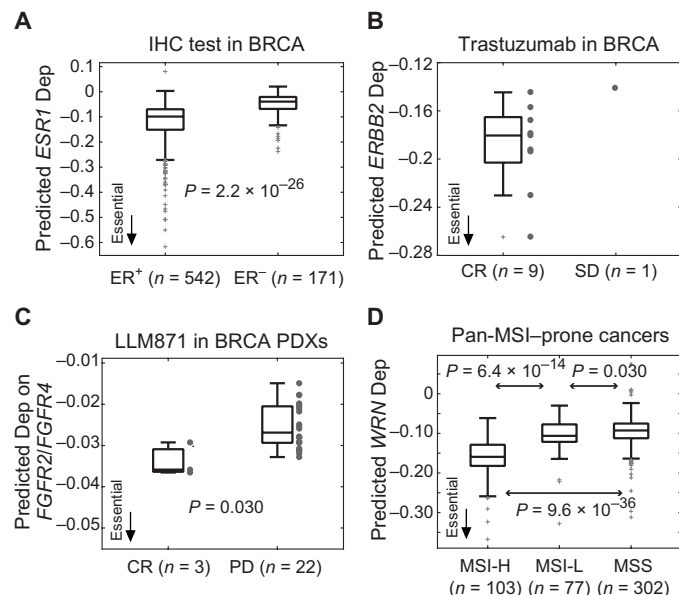 A
IHC test in BRCA
Predicted ESR1 Dep
0.1
0
−0.1
−0.2
−0.3
−0.4
−0.5
−0.6
Essential
P = 2.2 × 10−26
ER+ (n = 542)
ER− (n = 171)
B
Trastuzumab in BRCA
Predicted ERBB2 Dep
−0.12
−0.16
−0.2
−0.24
−0.28
Essential
CR (n = 9)
SD (n = 1)
C
LLM871 in BRCA PDXs
Predicted Dep on
FGFR2/FGFR4
−0.01
−0.02
−0.03
−0.04
−0.05
Essential
P = 0.030
CR (n = 3)
PD (n = 22)
D
Pan-MSI–prone cancers
Predicted WRN Dep
0
−0.10
−0.20
−0.30
Essential
P = 6.4 × 10−14
P = 0.030
P = 9.6 × 10−36
MSI-H
(n = 103)
MSI-L
(n = 77)
MSS
(n = 302)